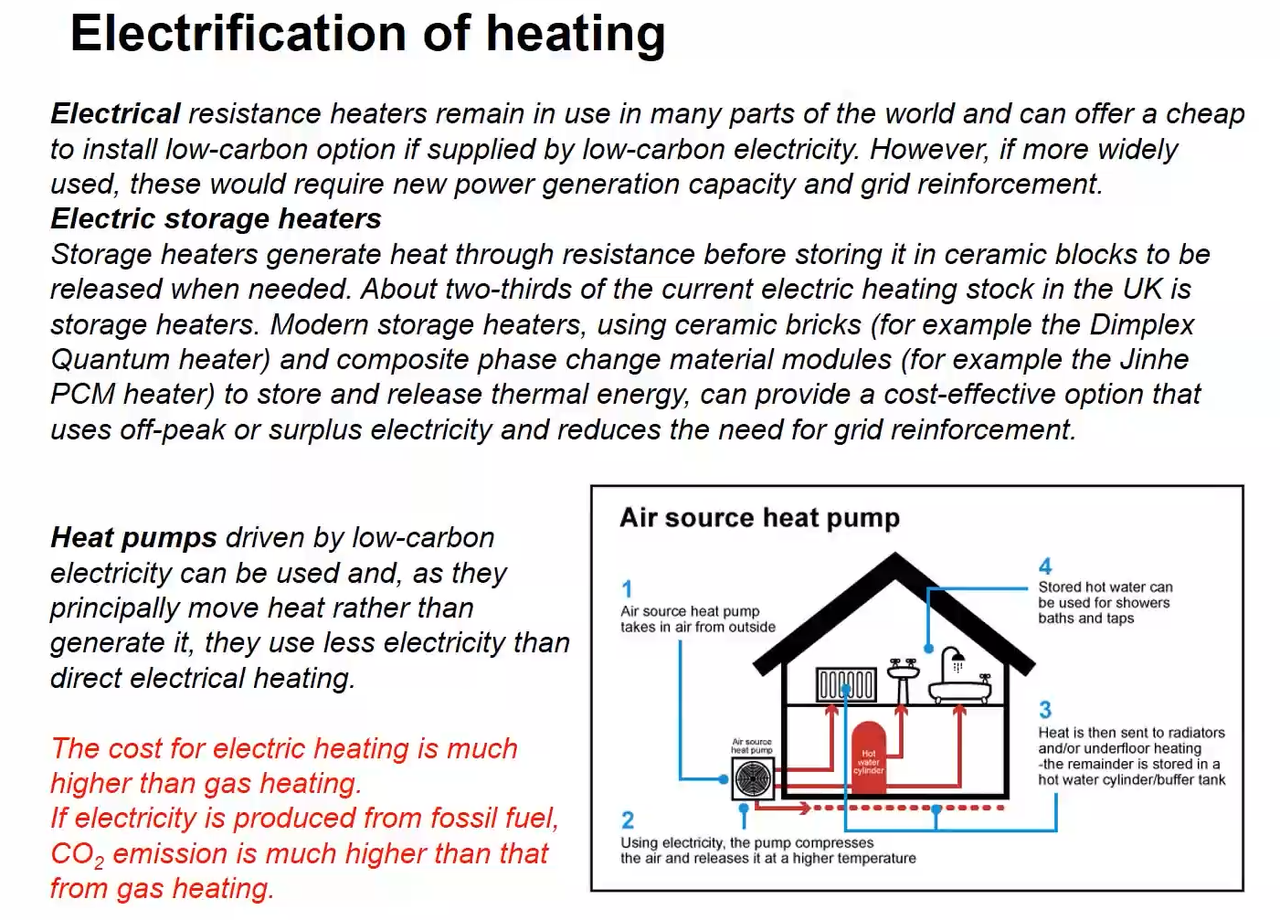 Electrification of heating
Electrical resistance heaters remain in use in many parts of the world and can offer a cheap
to install low-carbon option if supplied by low-carbon electricity. However, if more widely
used, these would require new power generation capacity and grid reinforcement.
Electric storage heaters
Storage heaters generate heat through resistance before storing it in ceramic blocks to be
released when needed. About two-thirds of the current electric heating stock in the UK is
storage heaters. Modern storage heaters, using ceramic bricks (for example the Dimplex
Quantum heater) and composite phase change material modules (for example the Jinhe
PCM heater) to store and release thermal energy, can provide a cost-effective option that
uses off-peak or surplus electricity and reduces the need for grid reinforcement.
Heat pumps driven by low-carbon
electricity can be used and, as they
principally move heat rather than
generate it, they use less electricity than
direct electrical heating.
The cost for electric heating is much
higher than gas heating.
If electricity is produced from fossil fuel,
CO2 emission is much higher than that
from gas heating.
Air source heat pump
1
Air source heat pump
takes in air from outside
4
Stored hot water can
be used for showers
baths and taps
3
Heat is then sent to radiators
and/or underfloor heating
-the remainder is stored in a
hot water cylinder/buffer tank
Air source
heat pump
Hot
water
cylinder
2
Using electricity, the pump compresses
the air and releases it at a higher temperature